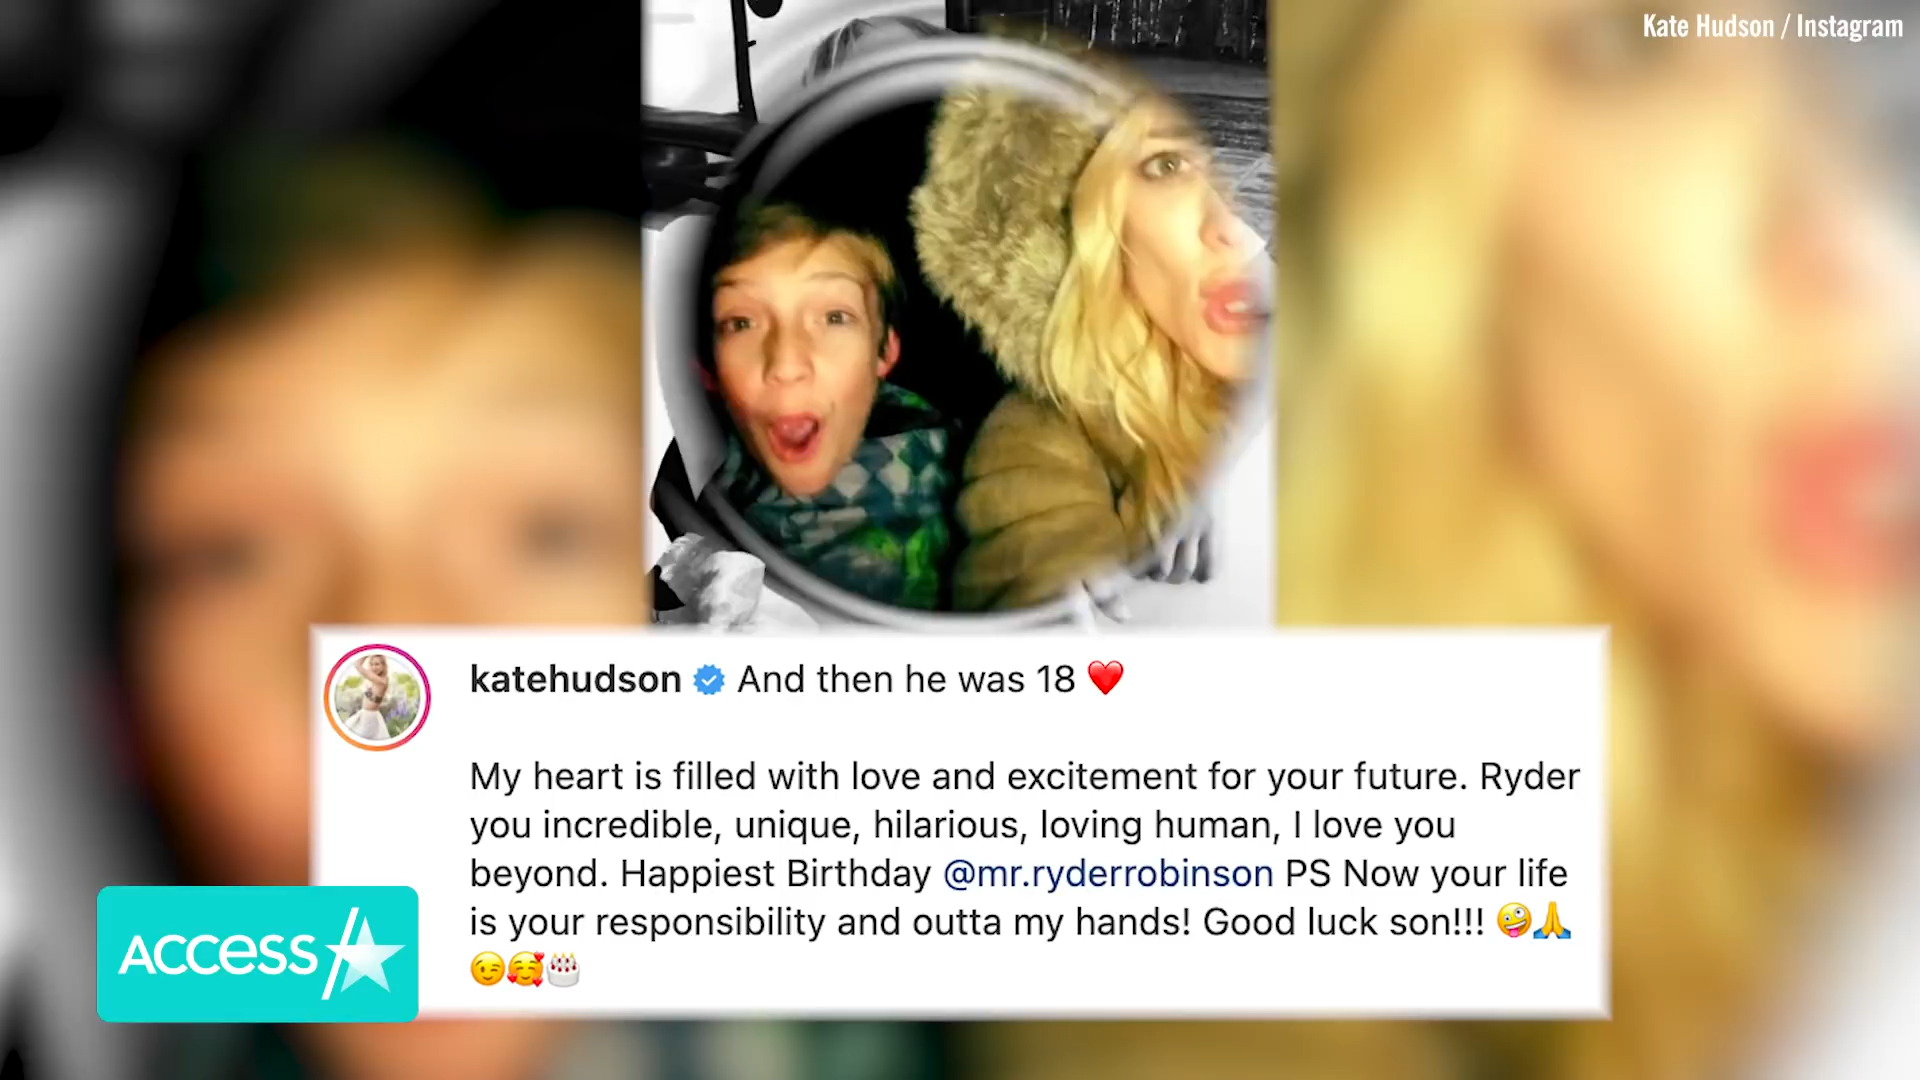 Kate Hudson / Instagram
katehudson And then he was 18 ❤️
My heart is filled with love and excitement for your future. Ryder
you incredible, unique, hilarious, loving human, I love you
beyond. Happiest Birthday @mr.ryderrobinson PS Now your life
is your responsibility and outta my hands! Good luck son!!! 🤪🙏
😉🥰🎂
ACCESS